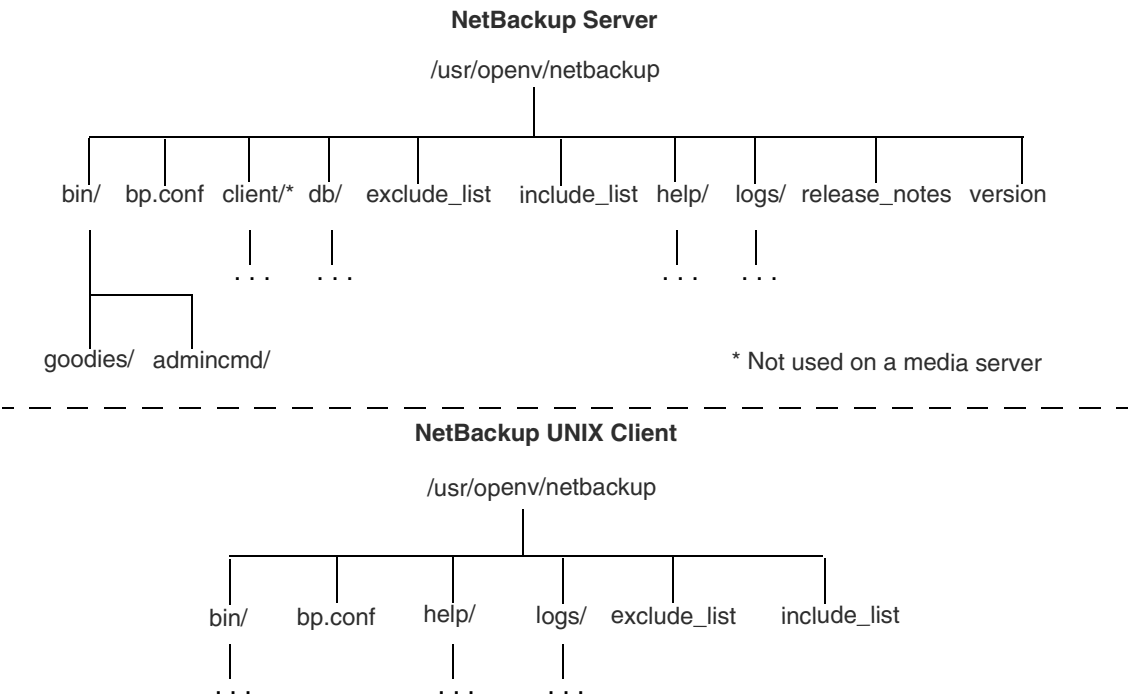 NetBackup Server
/usr/openv/netbackup
bin/ bp.conf client/* db/ exclude_list include_list help/ logs/ release_notes version
. . . . . . . . . . . .
goodies/ admincmd/
* Not used on a media server
NetBackup UNIX Client
/usr/openv/netbackup
bin/ bp.conf help/ logs/ exclude_list include_list
. . . . . . . . .